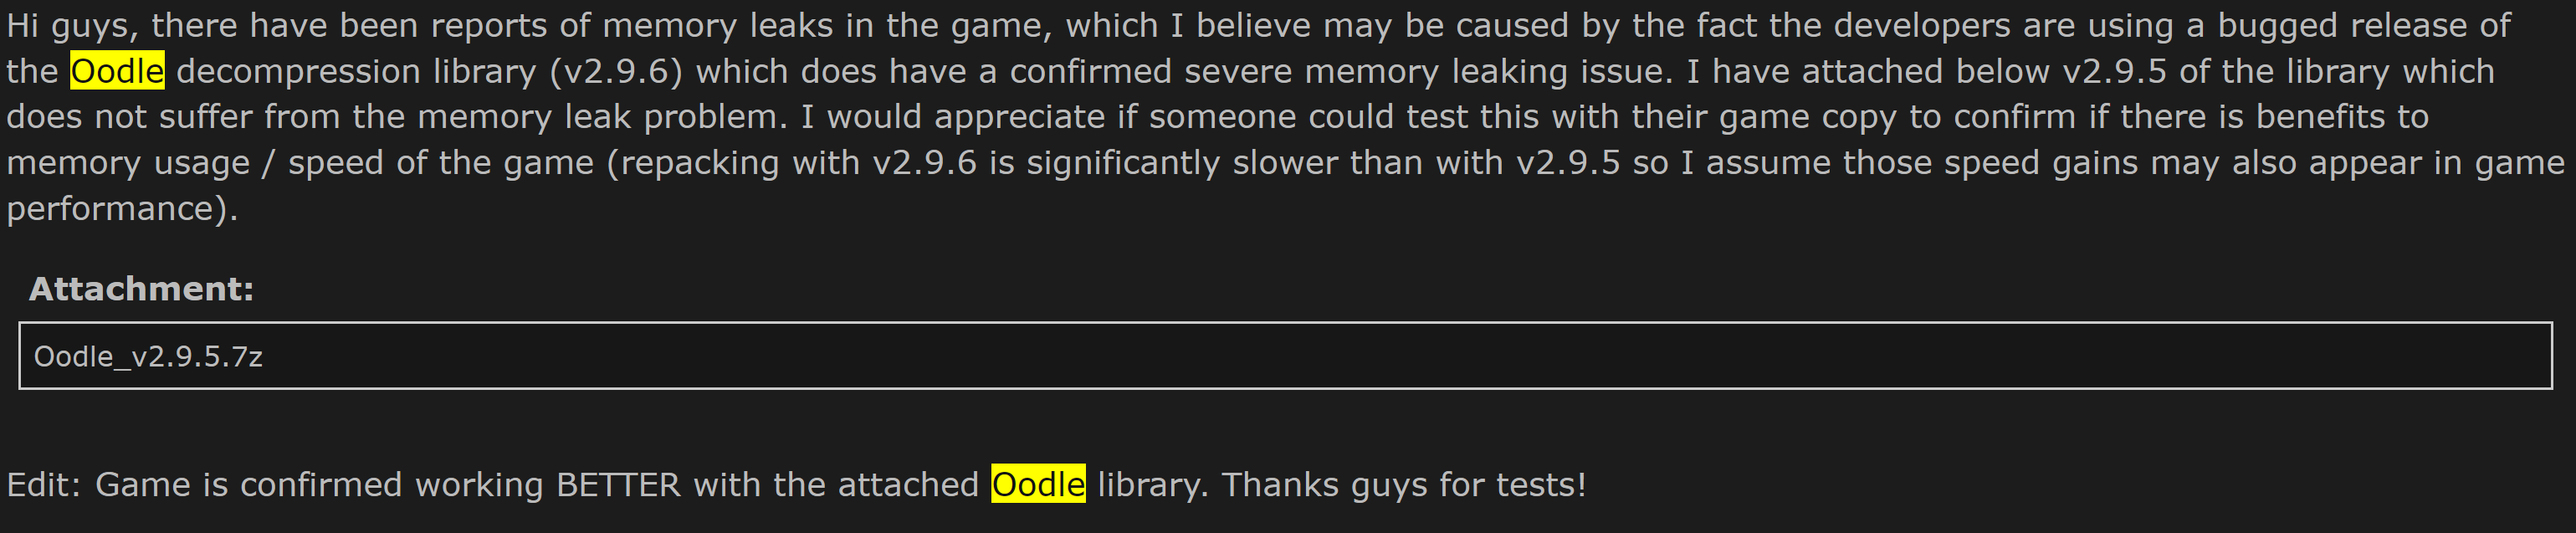 Hi guys, there have been reports of memory leaks in the game, which I believe may be caused by the fact the developers are using a bugged release of
the Oodle decompression library (v2.9.6) which does have a confirmed severe memory leaking issue. I have attached below v2.9.5 of the library which
does not suffer from the memory leak problem. I would appreciate if someone could test this with their game copy to confirm if there is benefits to
memory usage / speed of the game (repacking with v2.9.6 is significantly slower than with v2.9.5 so I assume those speed gains may also appear in game
performance).
Attachment:
Oodle_v2.9.5.7z
Edit: Game is confirmed working BETTER with the attached Oodle library. Thanks guys for tests!